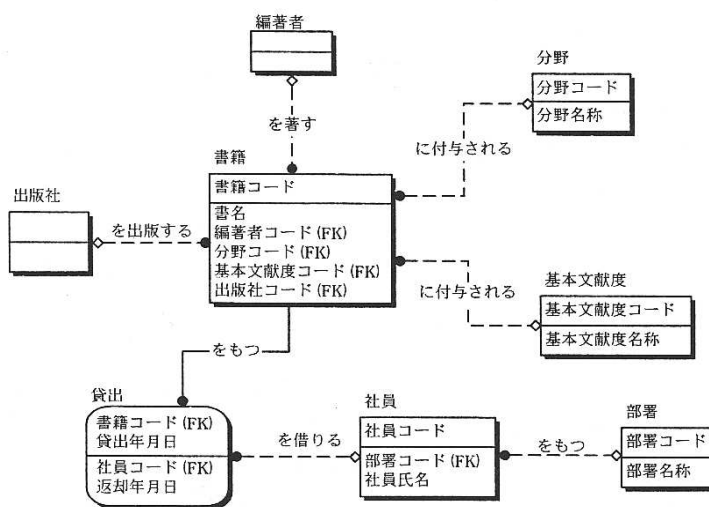 編著者
分野
分野コード
分野名称
を著す
に付与される
書籍
書籍コード
書名
編著者コード(FK)
分野コード(FK)
基本文献度コード(FK)
出版社コード(FK)
出版社
を出版する
に付与される
基本文献度
基本文献度コード
基本文献度名称
をもつ
貸出
書籍コード(FK)
貸出年月日
社員コード(FK)
返却年月日
を借りる
社員
社員コード
部署コード(FK)
社員氏名
をもつ
部署
部署コード
部署名称